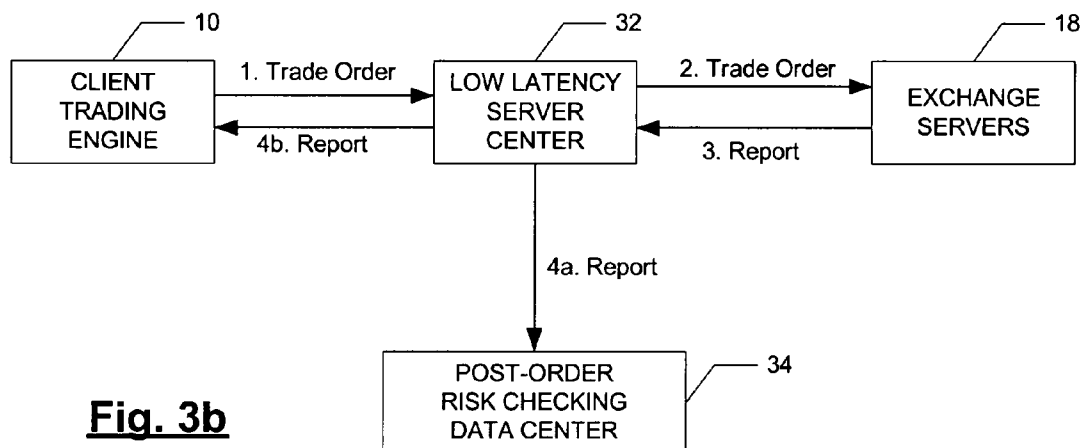 10
32
18
CLIENT
TRADING
ENGINE
1. Trade Order
4b. Report
LOW LATENCY
SERVER
CENTER
2. Trade Order
3. Report
EXCHANGE
SERVERS
4a. Report
34
POST-ORDER
RISK CHECKING
DATA CENTER
Fig. 3b